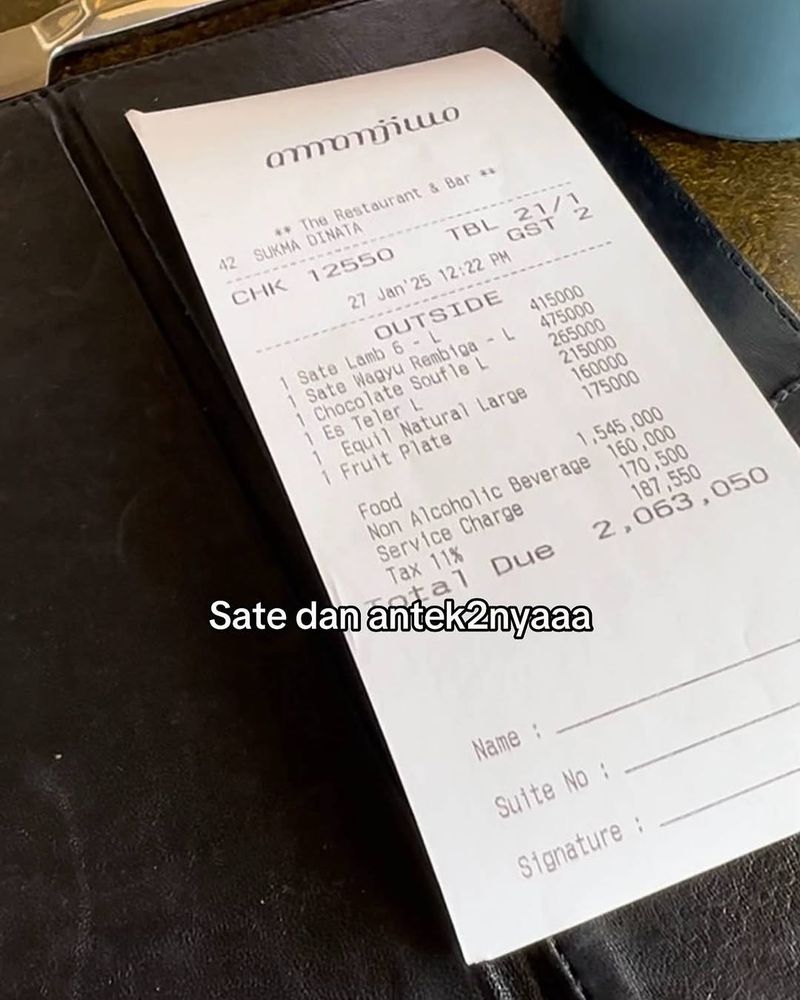 amanjiwo
** The Restaurant & Bar **
42 SUKMA DINATA
CHK 12550 TBL 21/1
GST 2
27 Jan'25 12:22 PM
OUTSIDE
1 Sate Lamb 6 - L 415000
1 Sate Wagyu Rembiga - L 475000
1 Chocolate Soufle L 265000
1 Es Teler L 215000
1 Equil Natural Large 160000
1 Fruit Plate 175000
Food 1,545,000
Non Alcoholic Beverage 160,000
Service Charge 170,500
Tax 11% 187,550
Total Due 2,063,050
Sate dan antek2nyaaa
Name :
Suite No :
Signature :